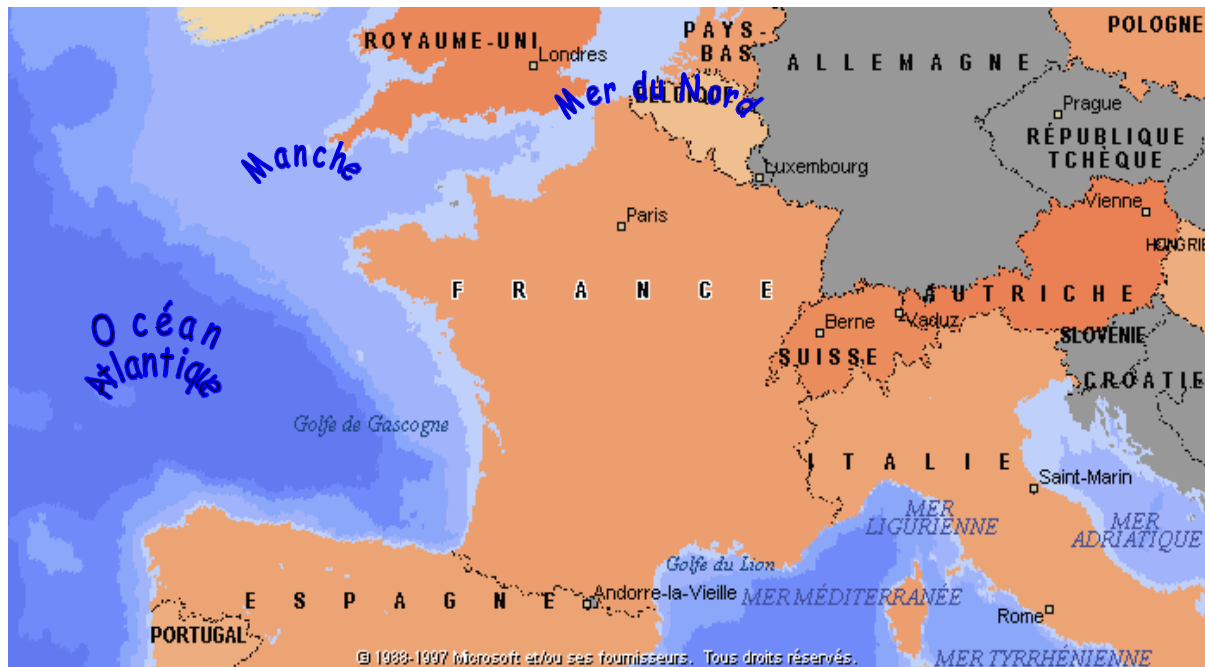 POLOGNE
PAYS-
BAS
ROYAUME-UNI
Londres
ALLEMAGNE
BELGIQUE
Mer du Nord
Prague
RÉPUBLIQUE
TCHÈQUE
Manche
Luxembourg
Vienne
Paris
HONGRIE
FRANCE
AUTRICHE
Berne
Vaduz
Océan
Atlantique
SLOVÉNIE
SUISSE
CROATIE
Golfe de Gascogne
ITALIE
Saint-Marin
MER
LIGURIENNE
MER
ADRIATIQUE
Golfe du Lion
ESPAGNE
Andorre-la-Vieille
MER MÉDITERRANÉE
Rome
PORTUGAL
© 1988-1997 Microsoft et/ou ses fournisseurs. Tous droits réservés.
MER TYRRHÉNIENNE